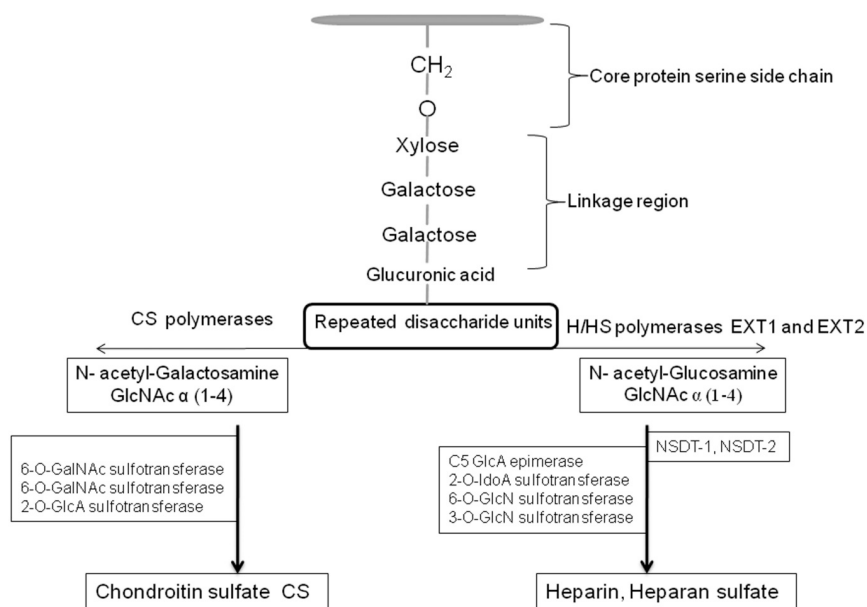 CH2
Core protein serine side chain
O
Xylose
Galactose
Linkage region
Galactose
Glucuronic acid
CS polymerases
Repeated disaccharide units
H/HS polymerases EXT1 and EXT2
N- acetyl-Galactosamine
GlcNAc α (1-4)
N- acetyl-Glucosamine
GlcNAc α (1-4)
6-O-GalNAc sulfotransferase
6-O-GalNAc sulfotransferase
2-O-GlcA sulfotransferase
NSDT-1, NSDT-2
C5 GlcA epimerase
2-O-IdoA sulfotransferase
6-O-GlcN sulfotransferase
3-O-GlcN sulfotransferase
Chondroitin sulfate CS
Heparin, Heparan sulfate